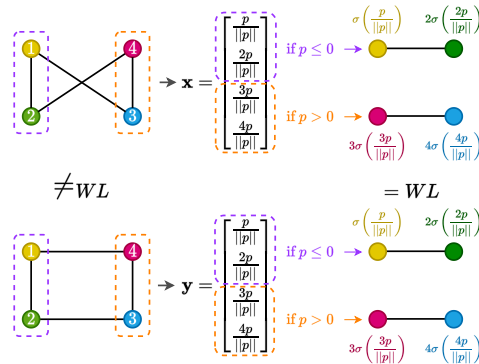 σ(p/||p||) 2σ(2p/||p||)
1 4 x = [p/||p|| 2p/||p|| 3p/||p|| 4p/||p||] if p ≤ 0
2 3 if p > 0
3σ(3p/||p||) 4σ(4p/||p||)
≠WL = WL
σ(p/||p||) 2σ(2p/||p||)
1 4 y = [p/||p|| 2p/||p|| 3p/||p|| 4p/||p||] if p ≤ 0
2 3 if p > 0
3σ(3p/||p||) 4σ(4p/||p||)